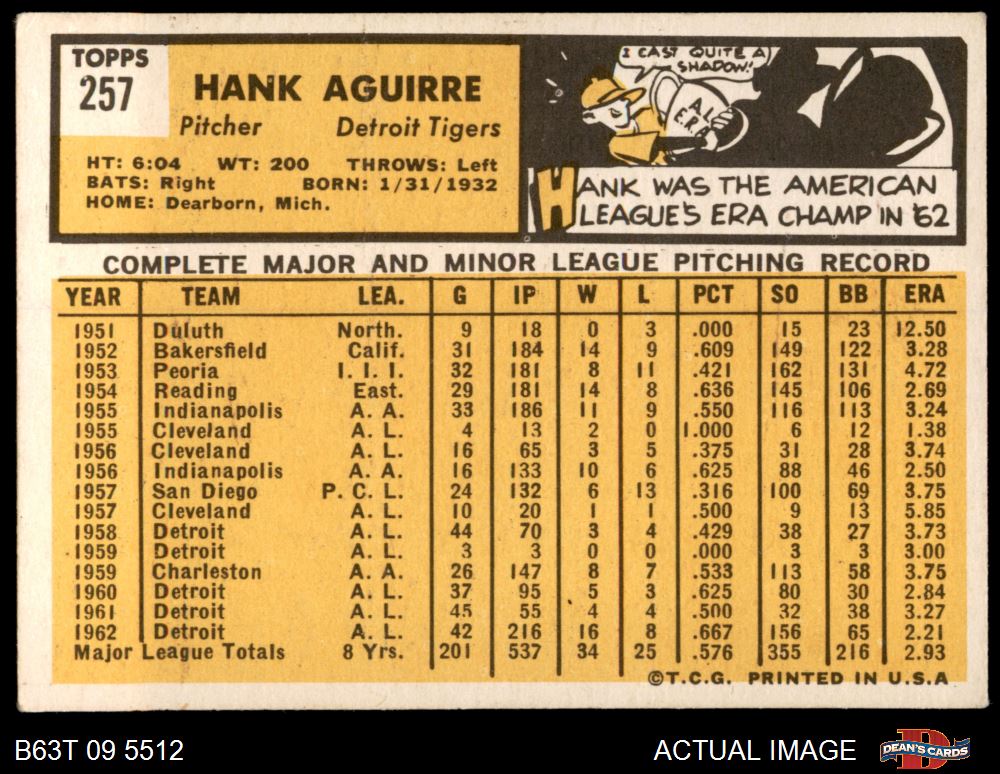 TOPPS
257
HANK AGUIRRE
Pitcher Detroit Tigers
HT: 6:04 WT: 200 THROWS: Left
BATS: Right BORN: 1/31/1932
HOME: Dearborn, Mich.
I CAST QUITE A
SHADOW!
A.L.
ERA
HANK WAS THE AMERICAN
LEAGUE'S ERA CHAMP IN '62
COMPLETE MAJOR AND MINOR LEAGUE PITCHING RECORD
YEAR TEAM LEA. G IP W L PCT SO BB ERA
1951 Duluth North. 9 18 0 3 .000 15 23 12.50
1952 Bakersfield Calif. 31 184 14 9 .609 149 122 3.28
1953 Peoria I. I. I. 32 181 8 11 .421 162 131 4.72
1954 Reading East. 29 181 14 8 .636 145 106 2.69
1955 Indianapolis A. A. 33 186 11 9 .550 116 113 3.24
1955 Cleveland A. L. 4 13 2 0 1.000 6 12 1.38
1956 Cleveland A. L. 16 65 3 5 .375 31 28 3.74
1956 Indianapolis A. A. 16 133 10 6 .625 88 46 2.50
1957 San Diego P. C. L. 24 132 6 13 .316 100 69 3.75
1957 Cleveland A. L. 10 20 1 1 .500 9 13 5.85
1958 Detroit A. L. 44 70 3 4 .429 38 27 3.73
1959 Detroit A. L. 3 3 0 0 .000 3 3 3.00
1959 Charleston A. A. 26 147 8 7 .533 113 58 3.75
1960 Detroit A. L. 37 95 5 3 .625 80 30 2.84
1961 Detroit A. L. 45 55 4 4 .500 32 38 3.27
1962 Detroit A. L. 42 216 16 8 .667 156 65 2.21
Major League Totals 8 Yrs. 201 537 34 25 .576 355 216 2.93
©T.C.G. PRINTED IN U.S.A
B63T 09 5512 ACTUAL IMAGE DEAN'S CARDS